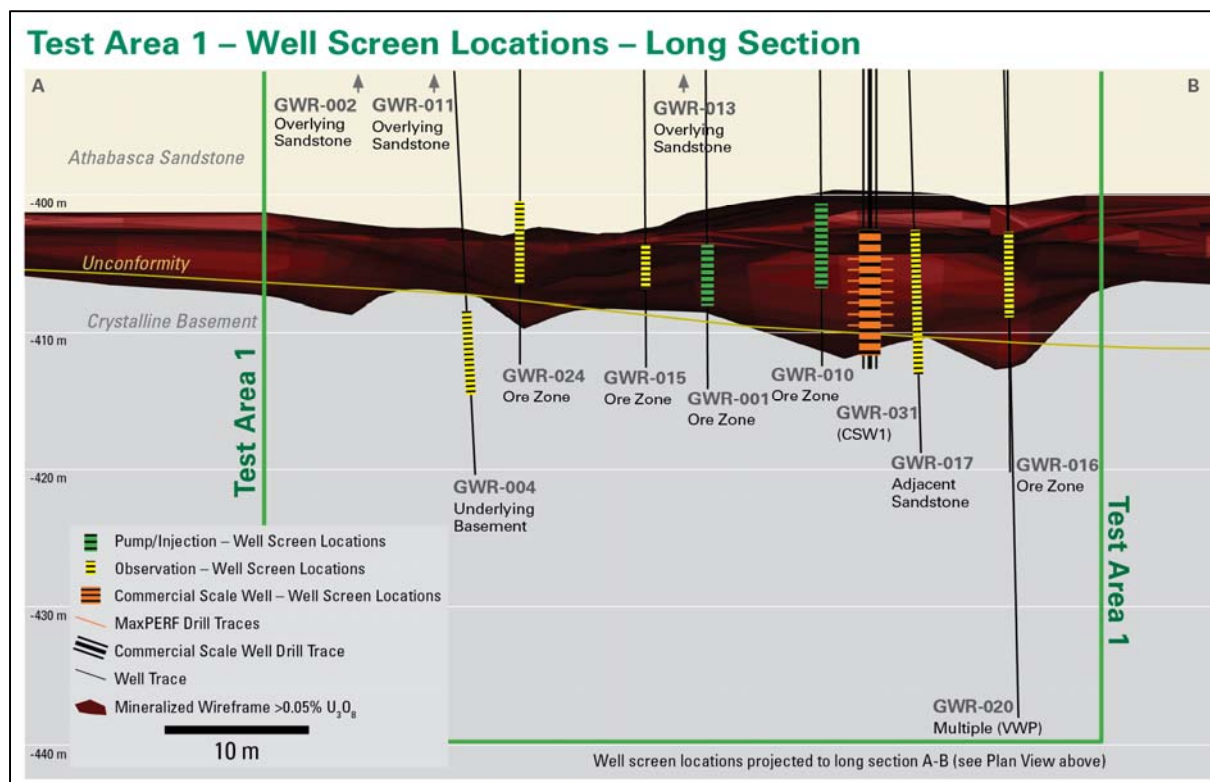 Test Area 1 – Well Screen Locations – Long Section
A
B
GWR-002
Overlying
Sandstone
GWR-011
Overlying
Sandstone
GWR-013
Overlying
Sandstone
Athabasca Sandstone
-400 m
Unconformity
Crystalline Basement
-410 m
GWR-024
Ore Zone
GWR-015
Ore Zone
GWR-001
Ore Zone
GWR-010
Ore Zone
GWR-031
(CSW1)
GWR-017
Adjacent
Sandstone
GWR-016
Ore Zone
-420 m
GWR-004
Underlying
Basement
Test Area 1
Test Area 1
Pump/Injection – Well Screen Locations
Observation – Well Screen Locations
Commercial Scale Well – Well Screen Locations
MaxPERF Drill Traces
Commercial Scale Well Drill Trace
Well Trace
Mineralized Wireframe >0.05% U₃O₈
10 m
-430 m
GWR-020
Multiple (VWP)
-440 m
Well screen locations projected to long section A-B (see Plan View above)